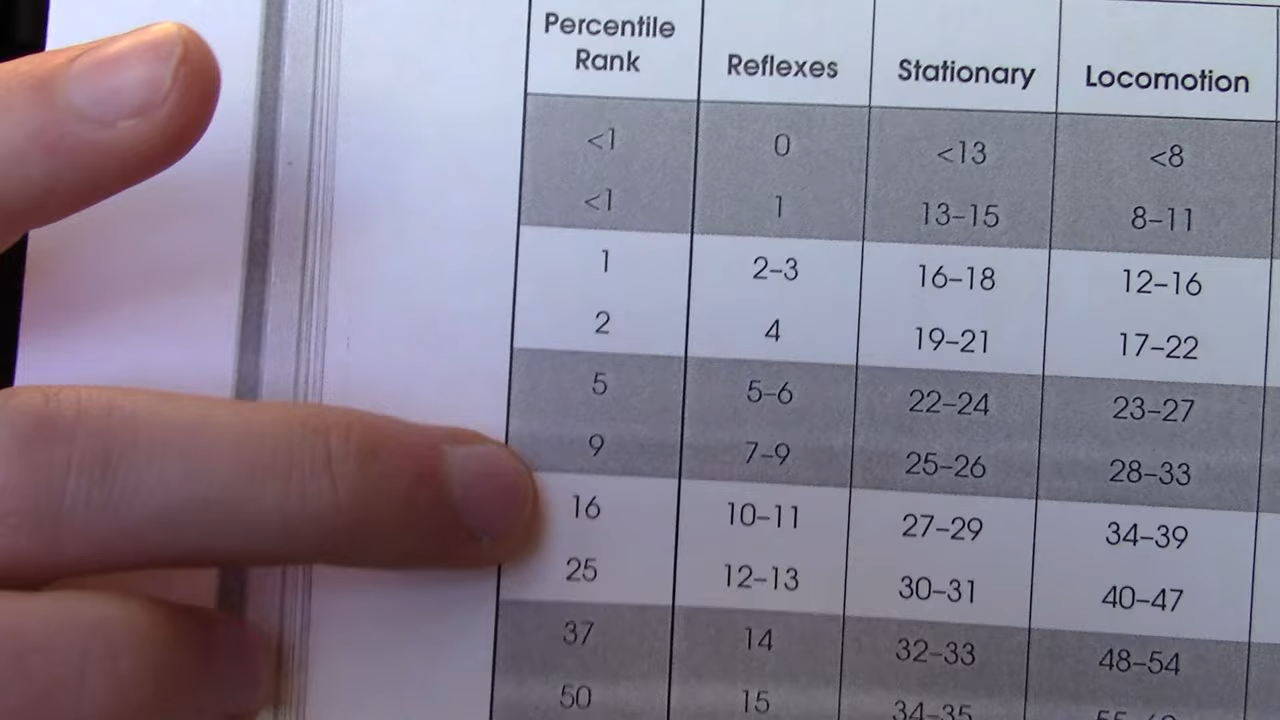 Percentile Rank Reflexes Stationary Locomotion
<1 0 <13 <8
<1 1 13–15 8–11
1 2–3 16–18 12–16
2 4 19–21 17–22
5 5–6 22–24 23–27
9 7–9 25–26 28–33
16 10–11 27–29 34–39
25 12–13 30–31 40–47
37 14 32–33 48–54
50 15 34–35